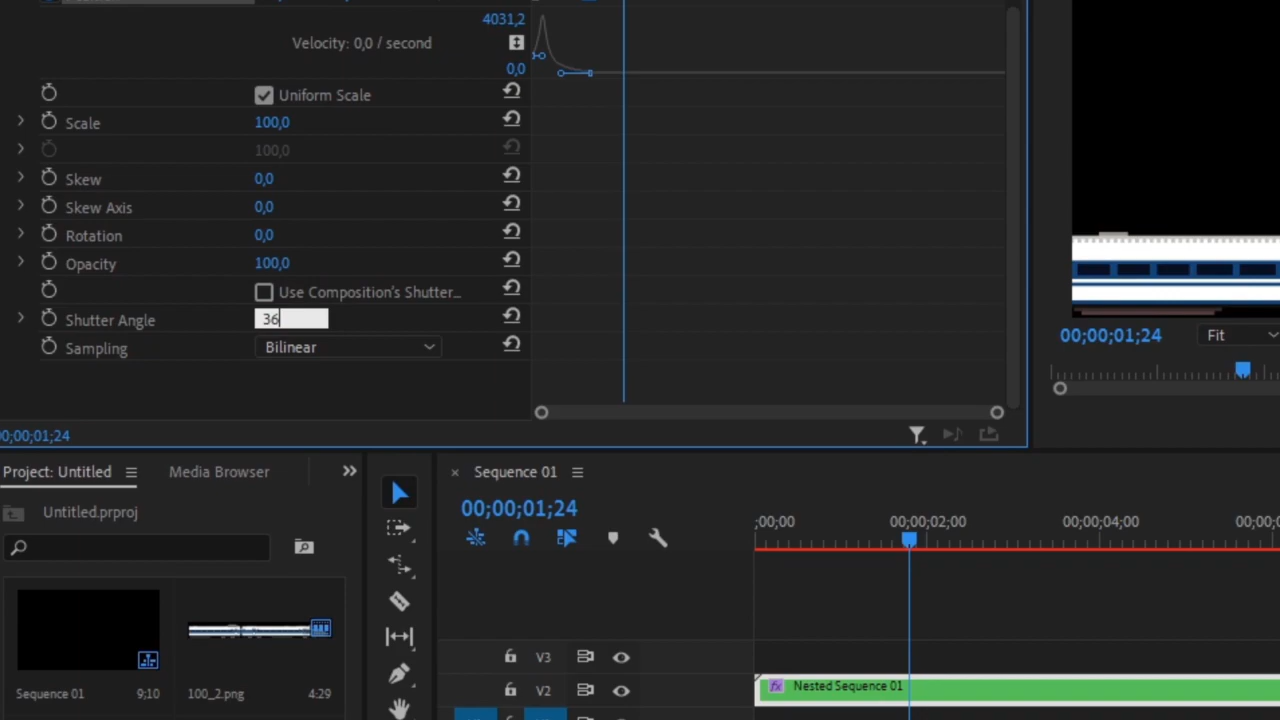 4031,2
Velocity: 0,0 / second
0,0
Uniform Scale
Scale 100,0
100,0
Skew 0,0
Skew Axis 0,0
Rotation 0,0
Opacity 100,0
Use Composition's Shutter...
Shutter Angle 36
Sampling Bilinear
00;00;01;24 Fit
0;00;01;24
Project: Untitled Media Browser
Untitled.prproj
Sequence 01 9;10
100_2.png 4:29
× Sequence 01
00;00;01;24
;00;00 00;00;02;00 00;00;04;00 00;00;0
V3
V2
fx Nested Sequence 01